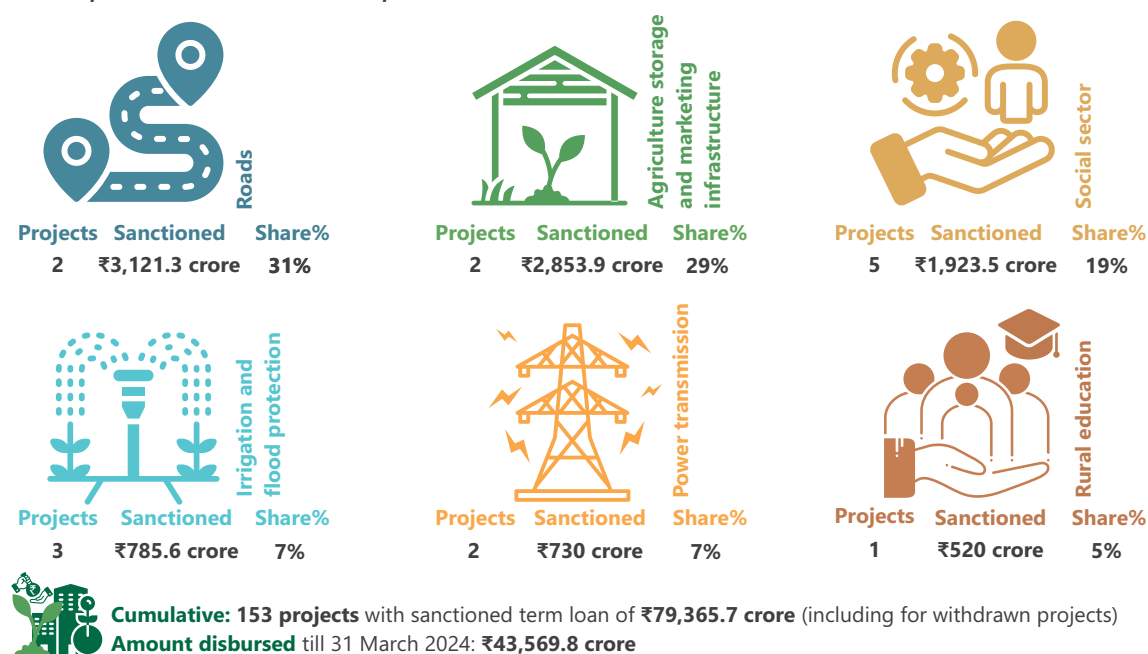 Roads
Projects Sanctioned Share%
2 ₹3,121.3 crore 31%
Agriculture storage
and marketing
infrastructure
Projects Sanctioned Share%
2 ₹2,853.9 crore 29%
Social sector
Projects Sanctioned Share%
5 ₹1,923.5 crore 19%
Irrigation and
flood protection
Projects Sanctioned Share%
3 ₹785.6 crore 7%
Power transmission
Projects Sanctioned Share%
2 ₹730 crore 7%
Rural education
Projects Sanctioned Share%
1 ₹520 crore 5%
Cumulative: 153 projects with sanctioned term loan of ₹79,365.7 crore (including for withdrawn projects)
Amount disbursed till 31 March 2024: ₹43,569.8 crore